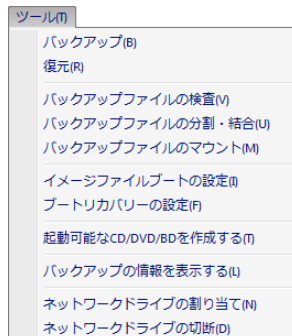 ツール(T)
バックアップ(B)
復元(R)
バックアップファイルの検査(V)
バックアップファイルの分割・結合(U)
バックアップファイルのマウント(M)
イメージファイルブートの設定(I)
ブートリカバリーの設定(F)
起動可能なCD/DVD/BDを作成する(T)
バックアップの情報を表示する(L)
ネットワークドライブの割り当て(N)
ネットワークドライブの切断(D)